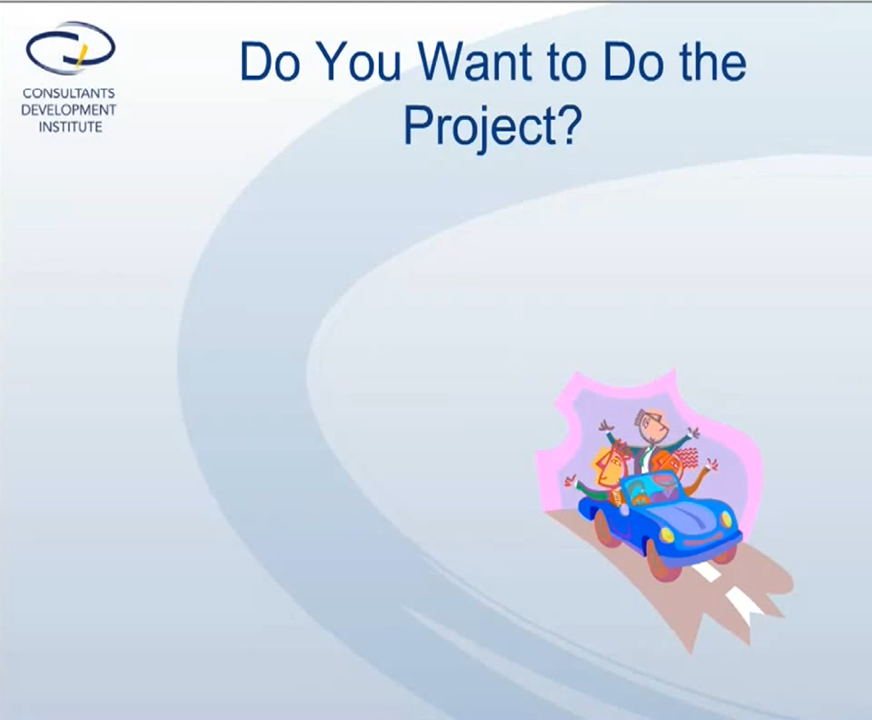 CONSULTANTS
DEVELOPMENT
INSTITUTE
Do You Want to Do the
Project?